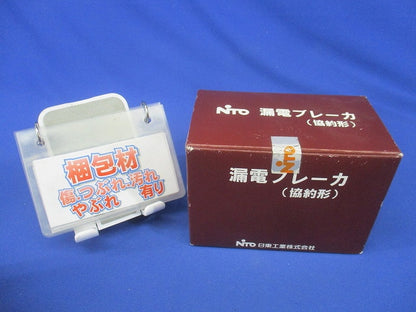 梱包材
傷.つぶれ.汚れ
やぶれ 有り
NITO 漏電ブレーカ
(協約形)
NITO
漏電ブレーカ
(協約形)
NITO 日東工業株式会社